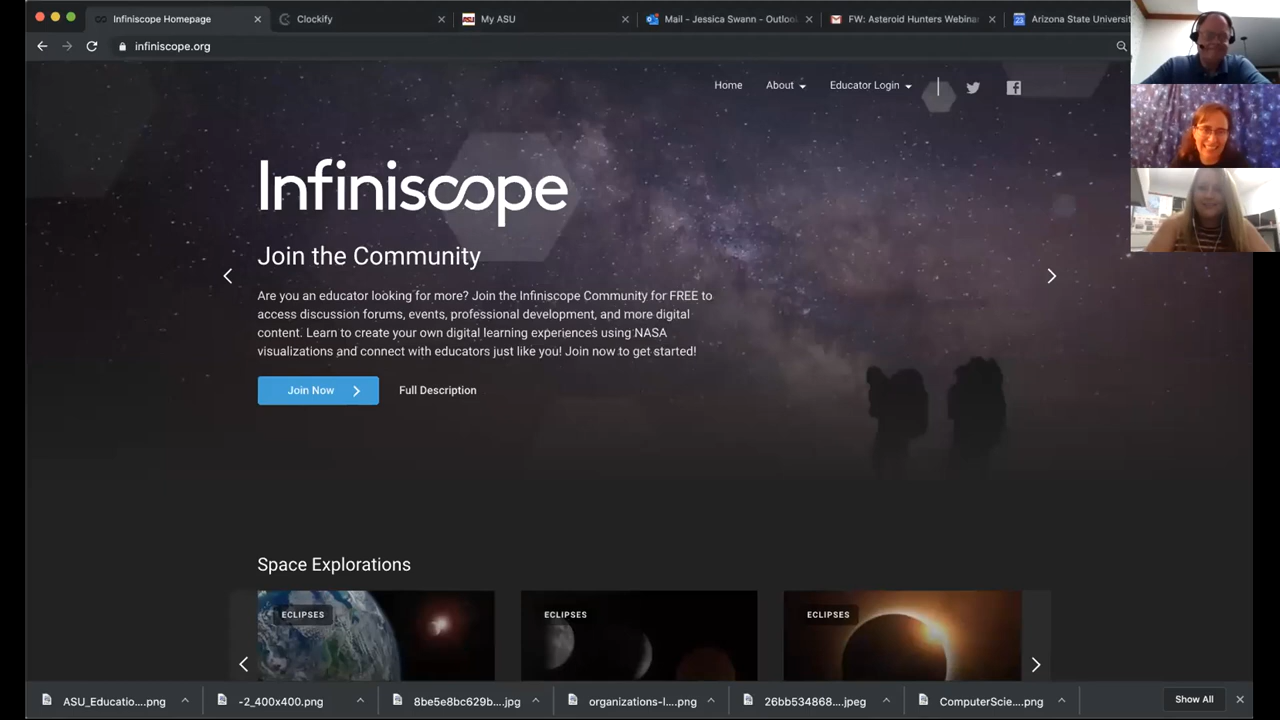 Infiniscope Homepage
Clockify
My ASU
Mail - Jessica Swann - Outloo
FW: Asteroid Hunters Webina
23
Arizona State Universit
infiniscope.org
Home
About
Educator Login
Infiniscope
Join the Community
Are you an educator looking for more? Join the Infiniscope Community for FREE to
access discussion forums, events, professional development, and more digital
content. Learn to create your own digital learning experiences using NASA
visualizations and connect with educators just like you! Join now to get started!
Join Now
Full Description
Space Explorations
ECLIPSES
ECLIPSES
ECLIPSES
ASU_Educatio....png
-2_400x400.png
8be5e8bc629b....jpg
organizations-l....png
26bb534868....jpeg
ComputerScie....png
Show All